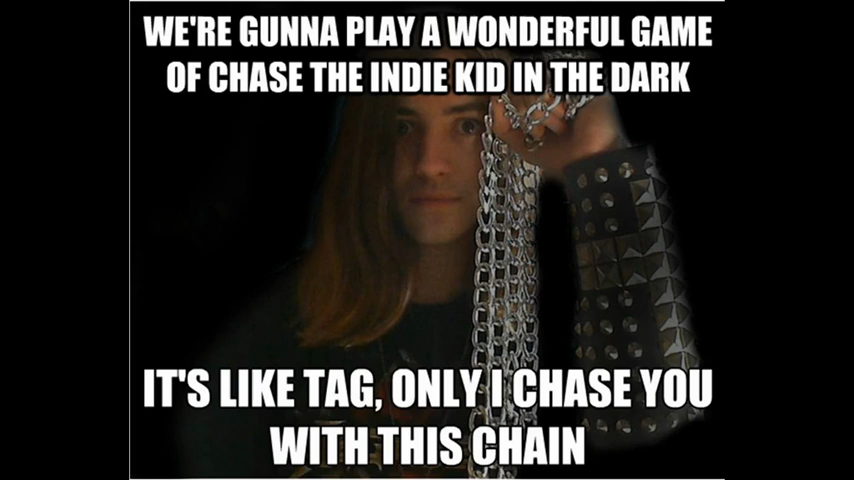 WE'RE GUNNA PLAY A WONDERFUL GAME
OF CHASE THE INDIE KID IN THE DARK
IT'S LIKE TAG, ONLY I CHASE YOU
WITH THIS CHAIN